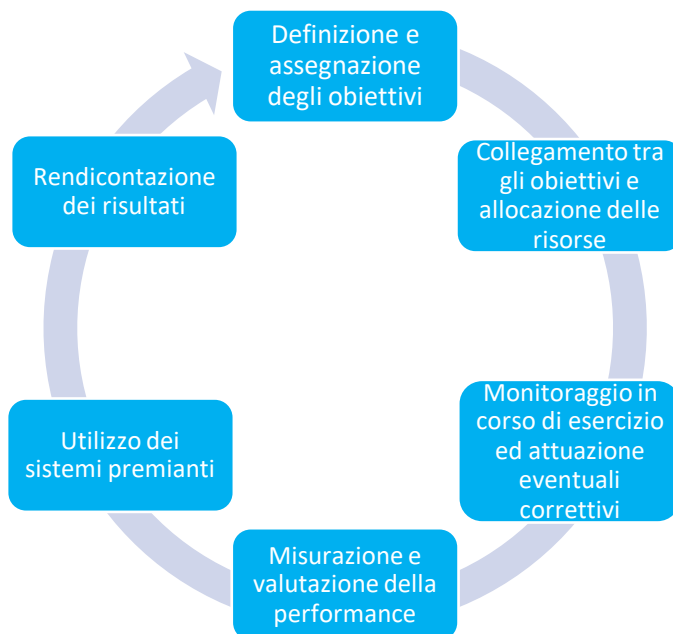 Definizione e
assegnazione
degli obiettivi
Collegamento tra
gli obiettivi e
allocazione delle
risorse
Monitoraggio in
corso di esercizio
ed attuazione
eventuali
correttivi
Misurazione e
valutazione della
performance
Utilizzo dei
sistemi premianti
Rendicontazione
dei risultati